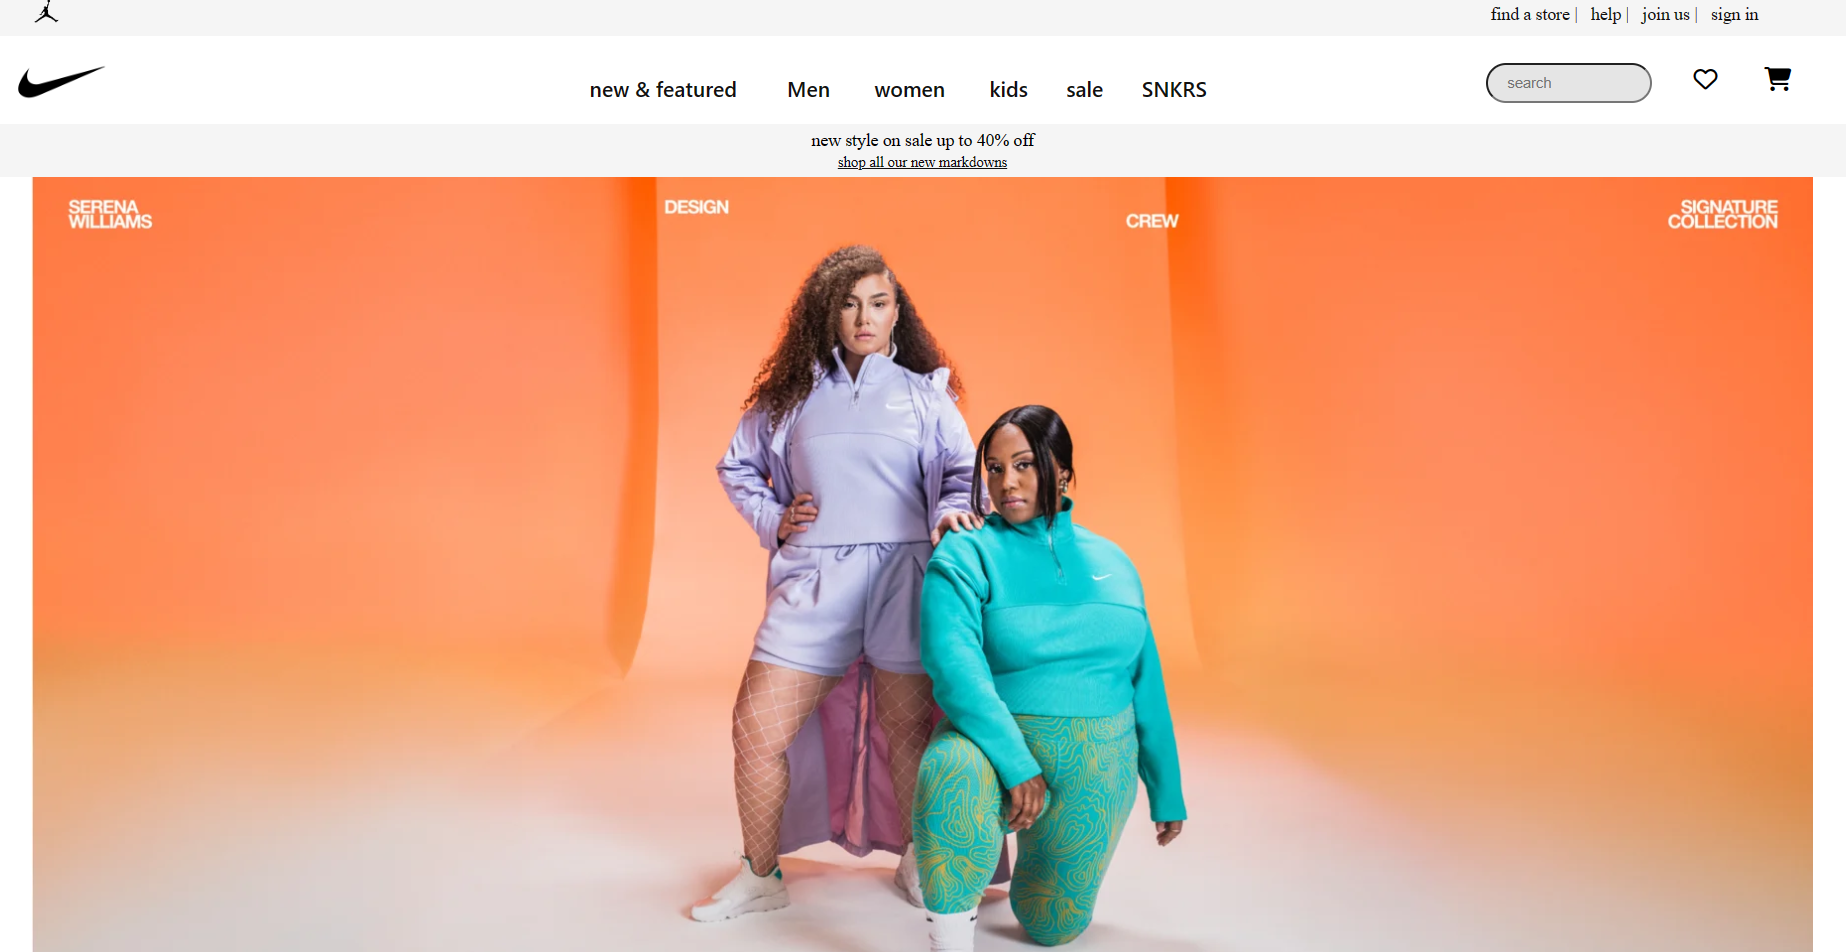 find a store | help | join us | sign in
new & featured Men women kids sale SNKRS
search
new style on sale up to 40% off
shop all our new markdowns
SERENA
WILLIAMS
DESIGN
CREW
SIGNATURE
COLLECTION